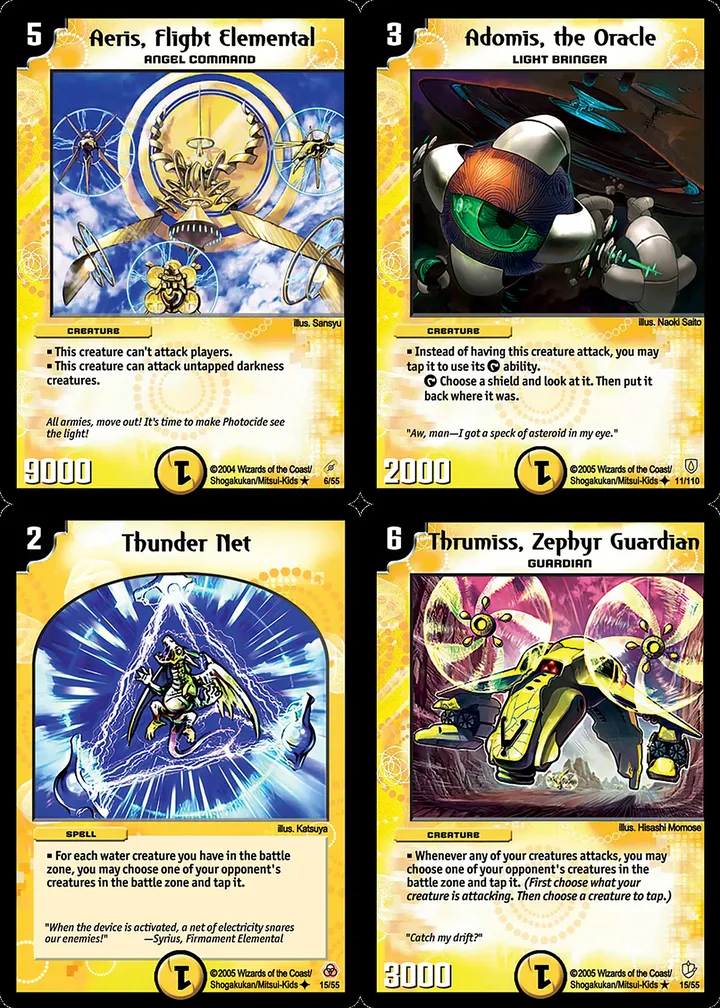 5
Aeris, Flight Elemental
ANGEL COMMAND
illus. Sansyu
CREATURE
▪ This creature can't attack players.
▪ This creature can attack untapped darkness
creatures.
All armies, move out! It's time to make Photocide see
the light!
9000
1
©2004 Wizards of the Coast/
Shogakukan/Mitsui-Kids ★ 6/55
3
Adomis, the Oracle
LIGHT BRINGER
illus. Naoki Saito
CREATURE
▪ Instead of having this creature attack, you may
tap it to use its ability.
Choose a shield and look at it. Then put it
back where it was.
"Aw, man—I got a speck of asteroid in my eye."
2000
1
©2005 Wizards of the Coast/
Shogakukan/Mitsui-Kids ✦ 11/110
2
Thunder Net
illus. Katsuya
SPELL
▪ For each water creature you have in the battle
zone, you may choose one of your opponent's
creatures in the battle zone and tap it.
"When the device is activated, a net of electricity snares
our enemies!" —Syrius, Firmament Elemental
1
©2005 Wizards of the Coast/
Shogakukan/Mitsui-Kids ✦ 15/55
6
Thrumiss, Zephyr Guardian
GUARDIAN
illus. Hisashi Momose
CREATURE
▪ Whenever any of your creatures attacks, you may
choose one of your opponent's creatures in the
battle zone and tap it. (First choose what your
creature is attacking. Then choose a creature to tap.)
"Catch my drift?"
3000
1
©2005 Wizards of the Coast/
Shogakukan/Mitsui-Kids ★ 15/55